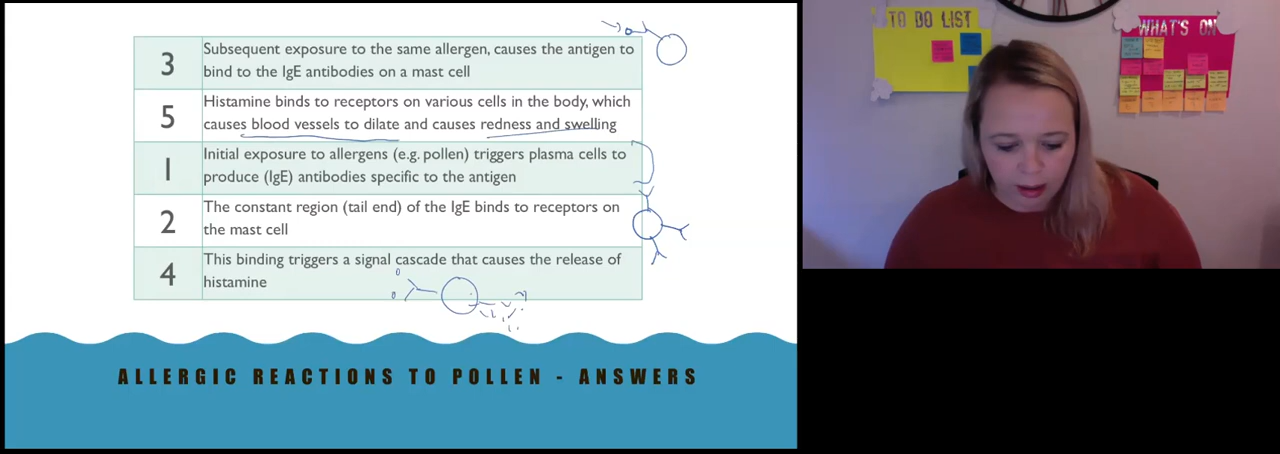 3
Subsequent exposure to the same allergen, causes the antigen to
bind to the IgE antibodies on a mast cell
5
Histamine binds to receptors on various cells in the body, which
causes blood vessels to dilate and causes redness and swelling
1
Initial exposure to allergens (e.g. pollen) triggers plasma cells to
produce (IgE) antibodies specific to the antigen
2
The constant region (tail end) of the IgE binds to receptors on
the mast cell
4
This binding triggers a signal cascade that causes the release of
histamine
ALLERGIC REACTIONS TO POLLEN - ANSWERS
TO DO LIST
WHAT'S ON